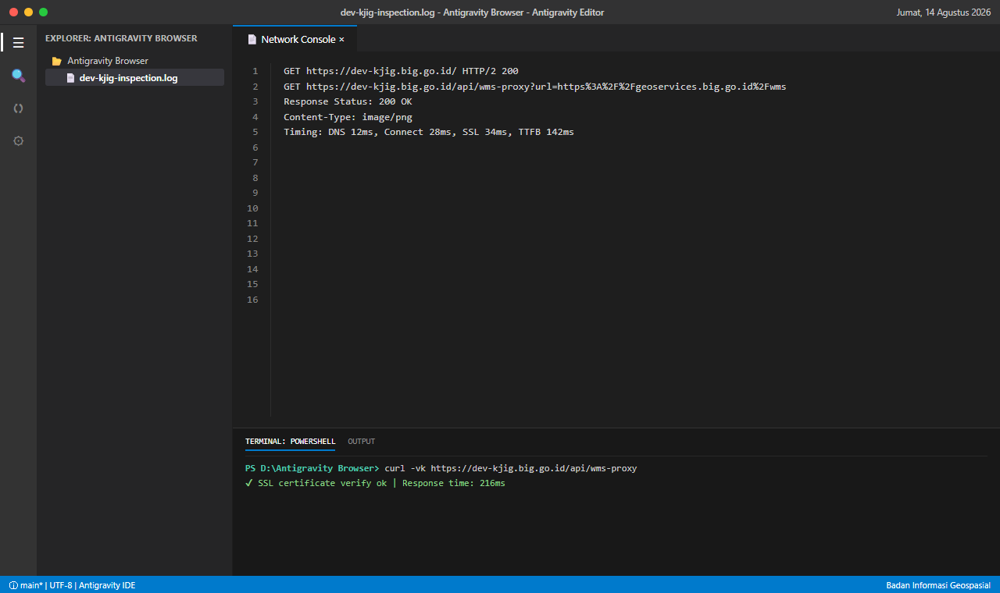 dev-kjig-inspection.log - Antigravity Browser - Antigravity Editor
Jumat, 14 Agustus 2026
EXPLORER: ANTIGRAVITY BROWSER
Antigravity Browser
dev-kjig-inspection.log
Network Console ×
1 GET https://dev-kjig.big.go.id/ HTTP/2 200
2 GET https://dev-kjig.big.go.id/api/wms-proxy?url=https%3A%2F%2Fgeoservices.big.go.id%2Fwms
3 Response Status: 200 OK
4 Content-Type: image/png
5 Timing: DNS 12ms, Connect 28ms, SSL 34ms, TTFB 142ms
6
7
8
9
10
11
12
13
14
15
16
TERMINAL: POWERSHELL OUTPUT
PS D:\Antigravity Browser> curl -vk https://dev-kjig.big.go.id/api/wms-proxy
✓ SSL certificate verify ok | Response time: 216ms
main* | UTF-8 | Antigravity IDE
Badan Informasi Geospasial